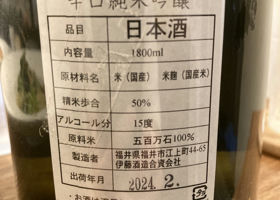 辛口純米吟醸
品目 日本酒
内容量 1800ml
原材料名 米(国産) 米麹(国産米)
精米歩合 50%
アルコール分 15度
原料米 五百万石100%
製造者 福井県福井市江上町44-65
伊藤酒造合資会社
出荷年月 2024. 2.